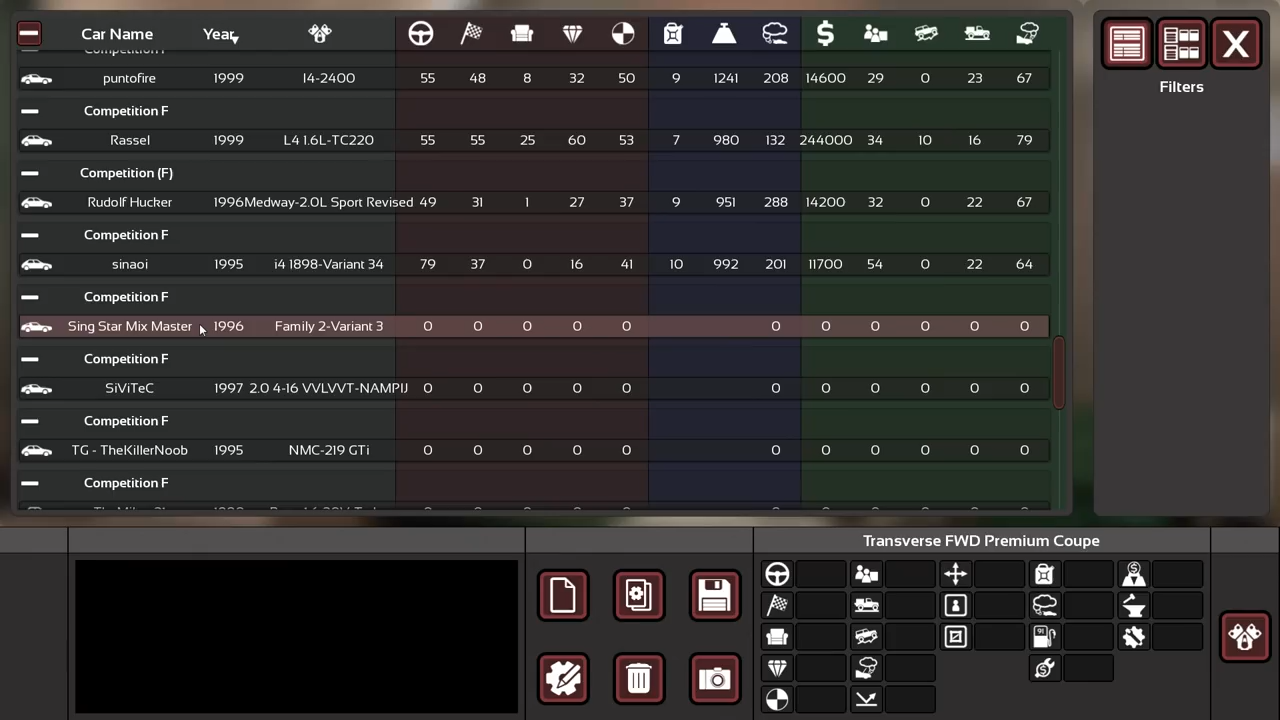 Car Name Year
Competition F
puntofire 1999 I4-2400 55 48 8 32 50 9 1241 208 14600 29 0 23 67
Competition F
Rassel 1999 L4 1.6L-TC220 55 55 25 60 53 7 980 132 244000 34 10 16 79
Competition (F)
Rudolf Hucker 1996 Medway-2.0L Sport Revised 49 31 1 27 37 9 951 288 14200 32 0 22 67
Competition F
sinaoi 1995 i4 1898-Variant 34 79 37 0 16 41 10 992 201 11700 54 0 22 64
Competition F
Sing Star Mix Master 1996 Family 2-Variant 3 0 0 0 0 0 0 0 0 0 0 0
Competition F
SiViTeC 1997 2.0 4-16 VVLVVT-NAMPIJ 0 0 0 0 0 0 0 0 0 0 0
Competition F
TG - TheKillerNoob 1995 NMC-219 GTi 0 0 0 0 0 0 0 0 0 0 0
Competition F
Filters
Transverse FWD Premium Coupe